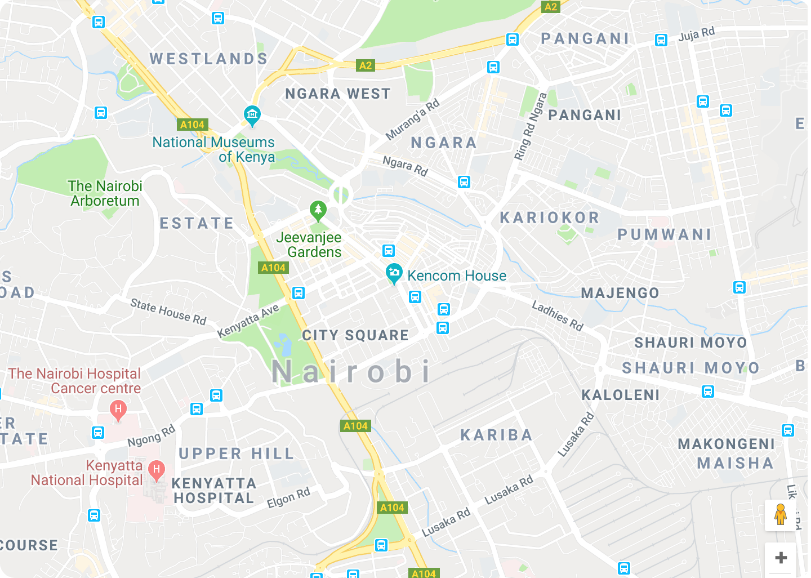 A2
PANGANI
Juja Rd
WESTLANDS
A2
NGARA WEST
Murang'a Rd
PANGANI
A104
National Museums
of Kenya
NGARA
Ring Rd Ngara
E
Ngara Rd
The Nairobi
Arboretum
ESTATE
Jeevanjee
Gardens
KARIOKOR
PUMWANI
A104
Kencom House
S
OAD
MAJENGO
State House Rd
Kenyatta Ave
Ladhies Rd
CITY SQUARE
SHAURI MOYO
Nairobi
SHAURI MOYO
B
The Nairobi Hospital
Cancer centre
KALOLENI
H
ER
TATE
Ngong Rd
A104
KARIBA
Lusaka Rd
MAKONGENI
MAISHA
UPPER HILL
Kenyatta
National Hospital
H
KENYATTA
HOSPITAL
Elgon Rd
Lusaka Rd
A104
Lusaka Rd
Lik
Rd
COURSE
A104
+